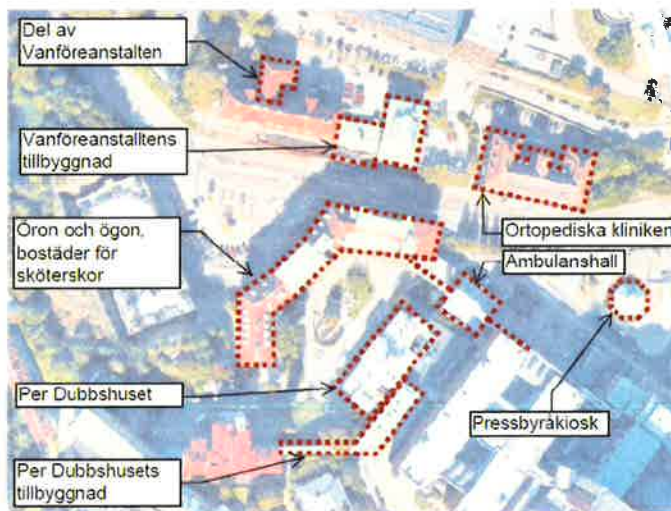 Del av
Vanföreanstalten
Vanföreanstalltens
tillbyggnad
Öron och ögon,
bostäder för
sköterskor
Ortopediska kliniken
Ambulanshall
Per Dubbshuset
Pressbyråkiosk
Per Dubbshusets
tillbyggnad